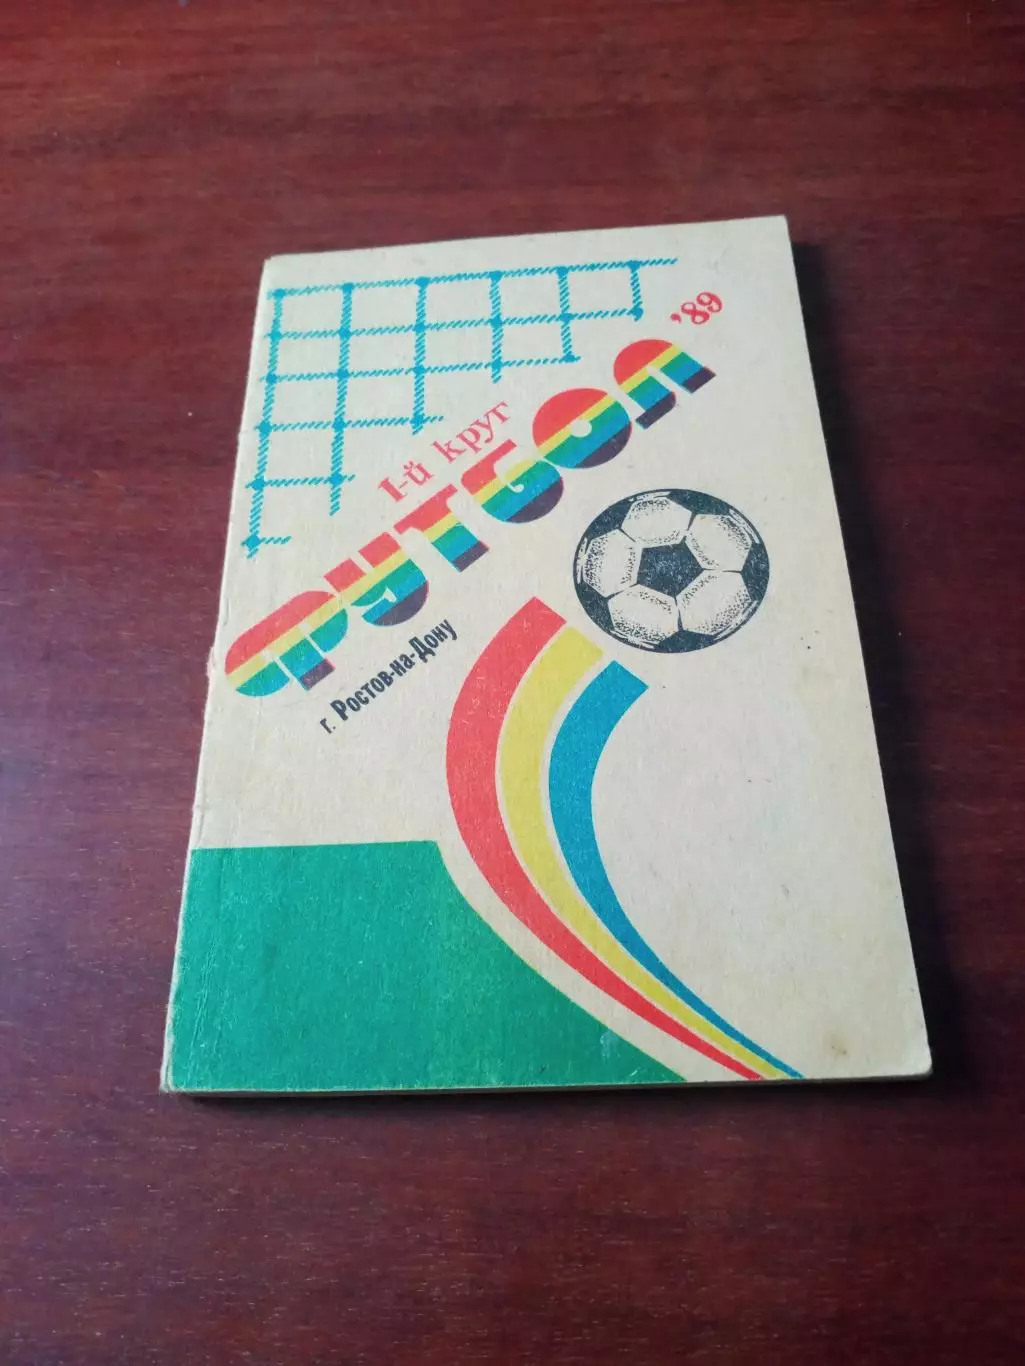 1-й круг
ФУТБОЛ '89
г. Ростов-на-Дону